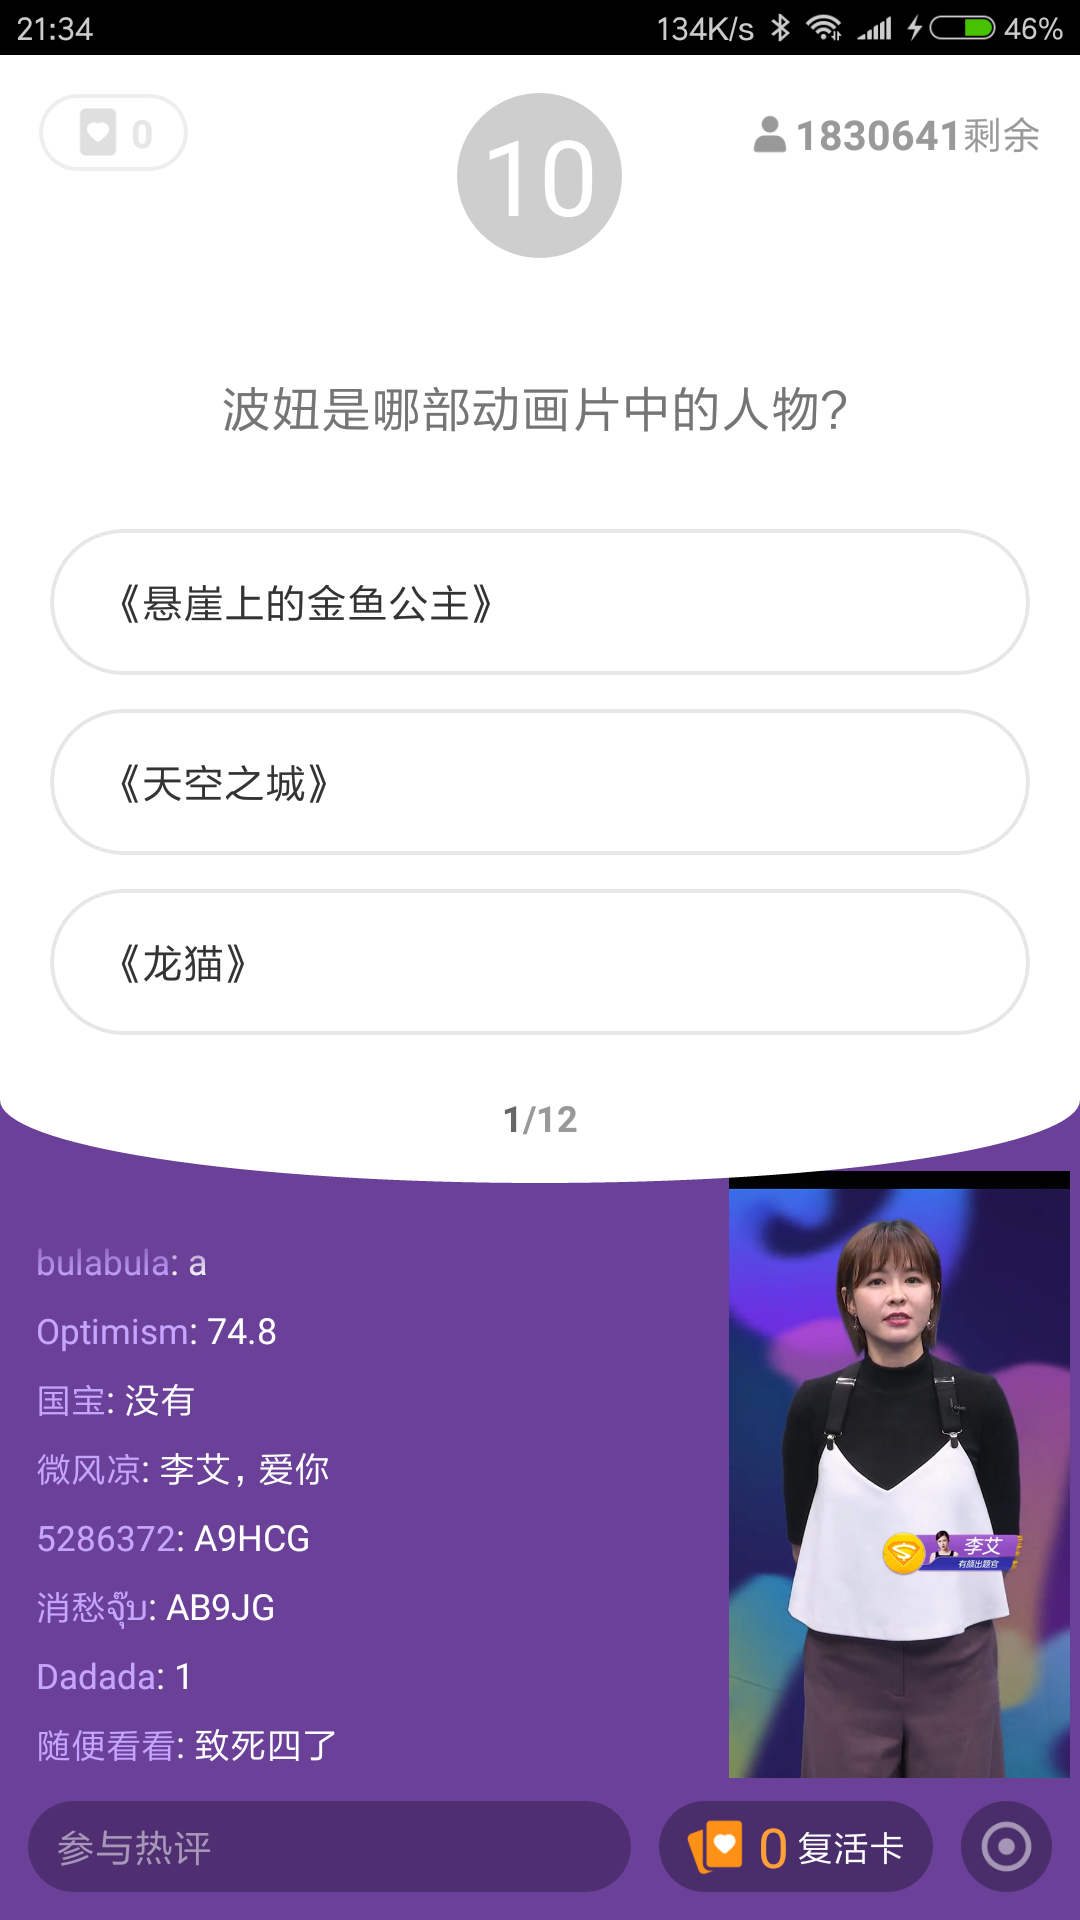 21:34 134K/s 46%
0 10 1830641剩余
波妞是哪部动画片中的人物?
《悬崖上的金鱼公主》
《天空之城》
《龙猫》
1/12
bulabula: a
Optimism: 74.8
国宝: 没有
微风凉: 李艾，爱你
5286372: A9HCG
消愁จุ๊บ: AB9JG
Dadada: 1
随便看看: 致死四了
李艾
有颜出题官
参与热评 0复活卡